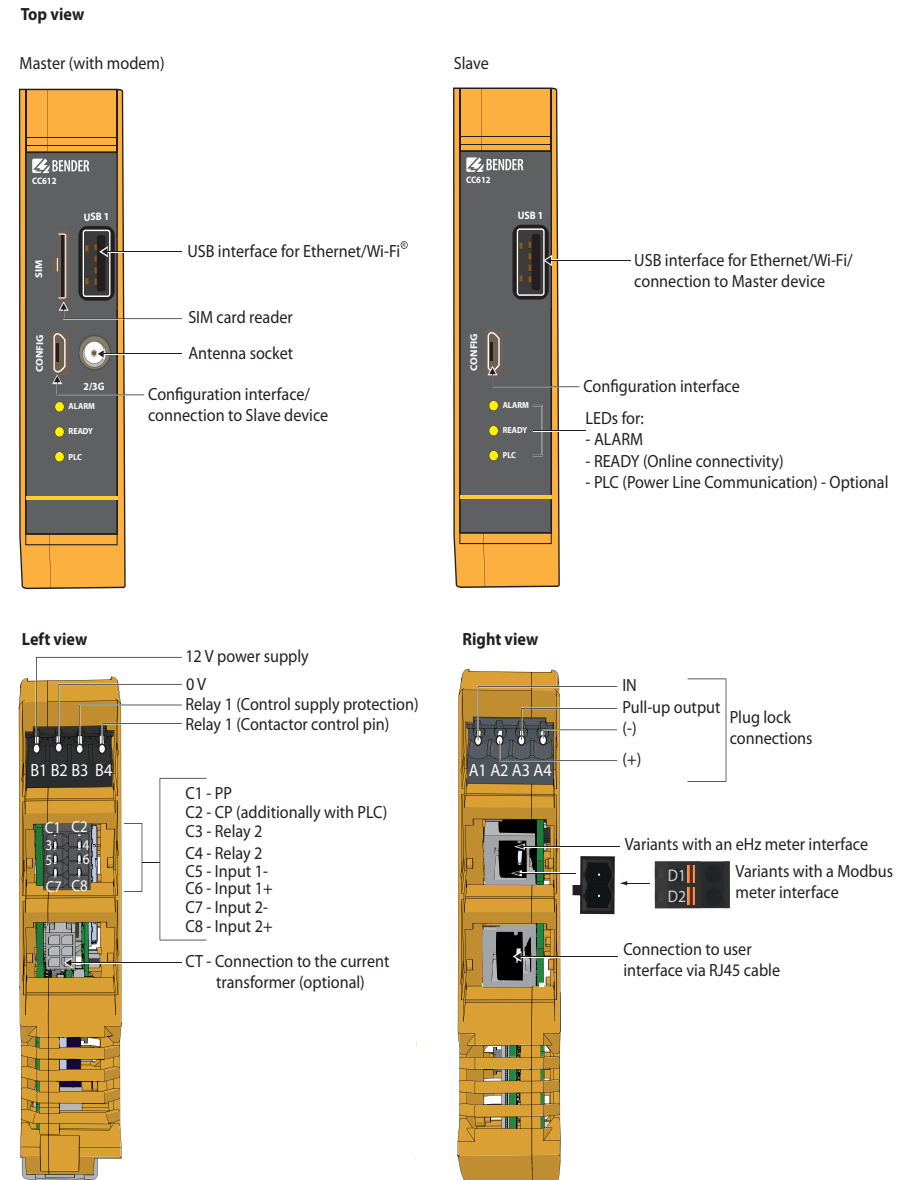 Top view
Master (with modem)
Slave
BENDER
CC612
USB 1
SIM
CONFIG
2/3G
ALARM
READY
PLC
USB interface for Ethernet/Wi-Fi®
SIM card reader
Antenna socket
Configuration interface/
connection to Slave device
BENDER
CC612
USB 1
CONFIG
ALARM
READY
PLC
USB interface for Ethernet/Wi-Fi/
connection to Master device
Configuration interface
LEDs for:
- ALARM
- READY (Online connectivity)
- PLC (Power Line Communication) - Optional
Left view
12 V power supply
0 V
Relay 1 (Control supply protection)
Relay 1 (Contactor control pin)
B1 B2 B3 B4
C1 C2
3 4
5 6
C7 C8
C1 - PP
C2 - CP (additionally with PLC)
C3 - Relay 2
C4 - Relay 2
C5 - Input 1-
C6 - Input 1+
C7 - Input 2-
C8 - Input 2+
CT - Connection to the current
transformer (optional)
Right view
IN
Pull-up output
(-)
(+)
Plug lock
connections
A1 A2 A3 A4
Variants with an eHz meter interface
D1
D2
Variants with a Modbus
meter interface
Connection to user
interface via RJ45 cable